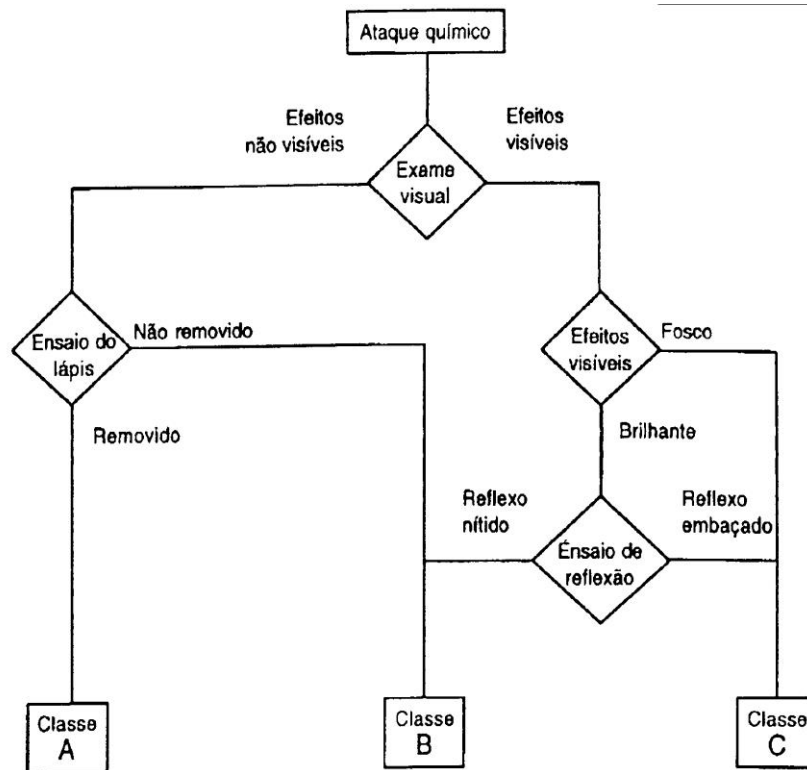 Ataque químico
Efeitos
não visíveis
Efeitos
visíveis
Exame
visual
Ensaio do
lápis
Não removido
Efeitos
visíveis
Fosco
Removido
Brilhante
Reflexo
nítido
Reflexo
embaçado
Énsaio de
reflexão
Classe
A
Classe
B
Classe
C